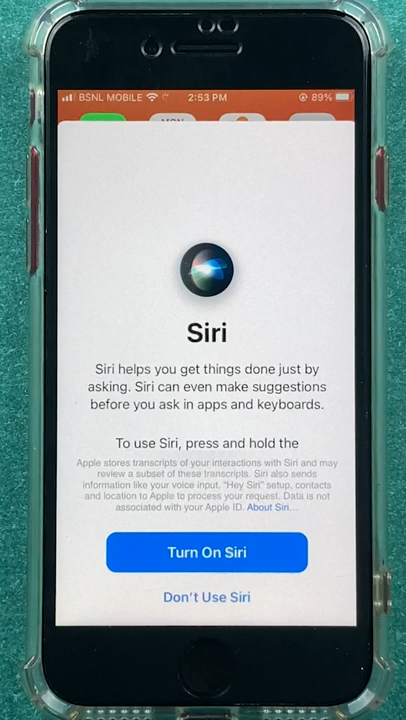 BSNL MOBILE 2:53 PM 89%
MON
Siri
Siri helps you get things done just by
asking. Siri can even make suggestions
before you ask in apps and keyboards.
To use Siri, press and hold the
Apple stores transcripts of your interactions with Siri and may
review a subset of these transcripts. Siri also sends
information like your voice input, “Hey Siri” setup, contacts
and location to Apple to process your request. Data is not
associated with your Apple ID. About Siri...
Turn On Siri
Don't Use Siri